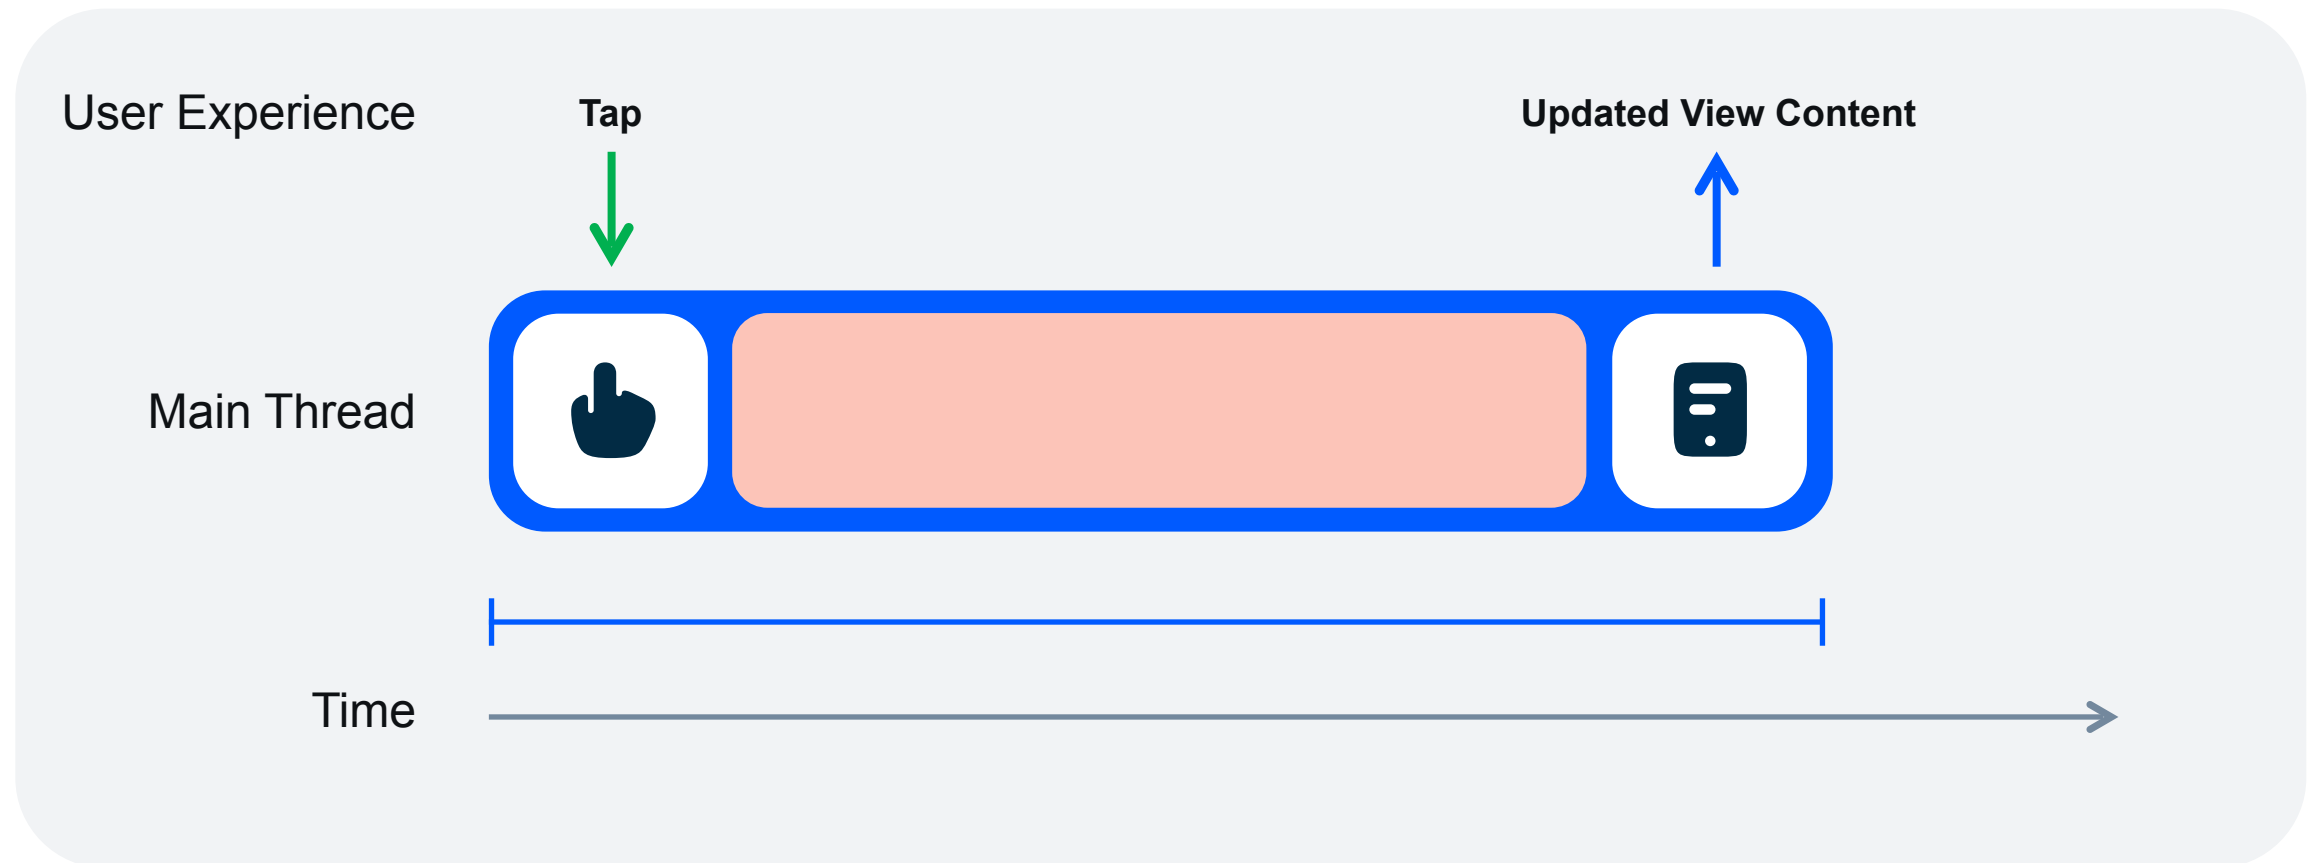 User Experience
Tap
Updated View Content
Main Thread
Time